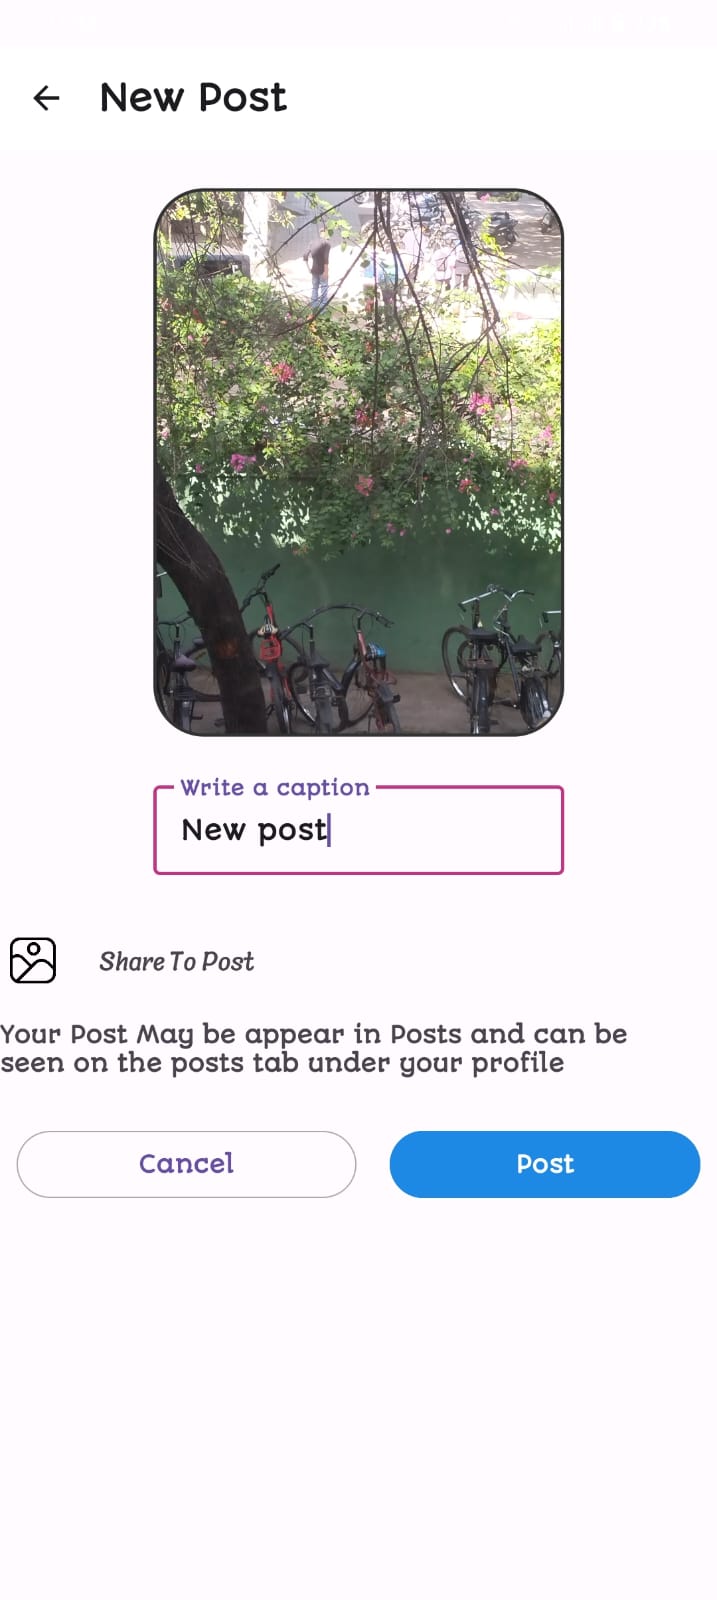 New Post
Write a caption
New post
Share To Post
Your Post May be appear in Posts and can be
seen on the posts tab under your profile
Cancel
Post